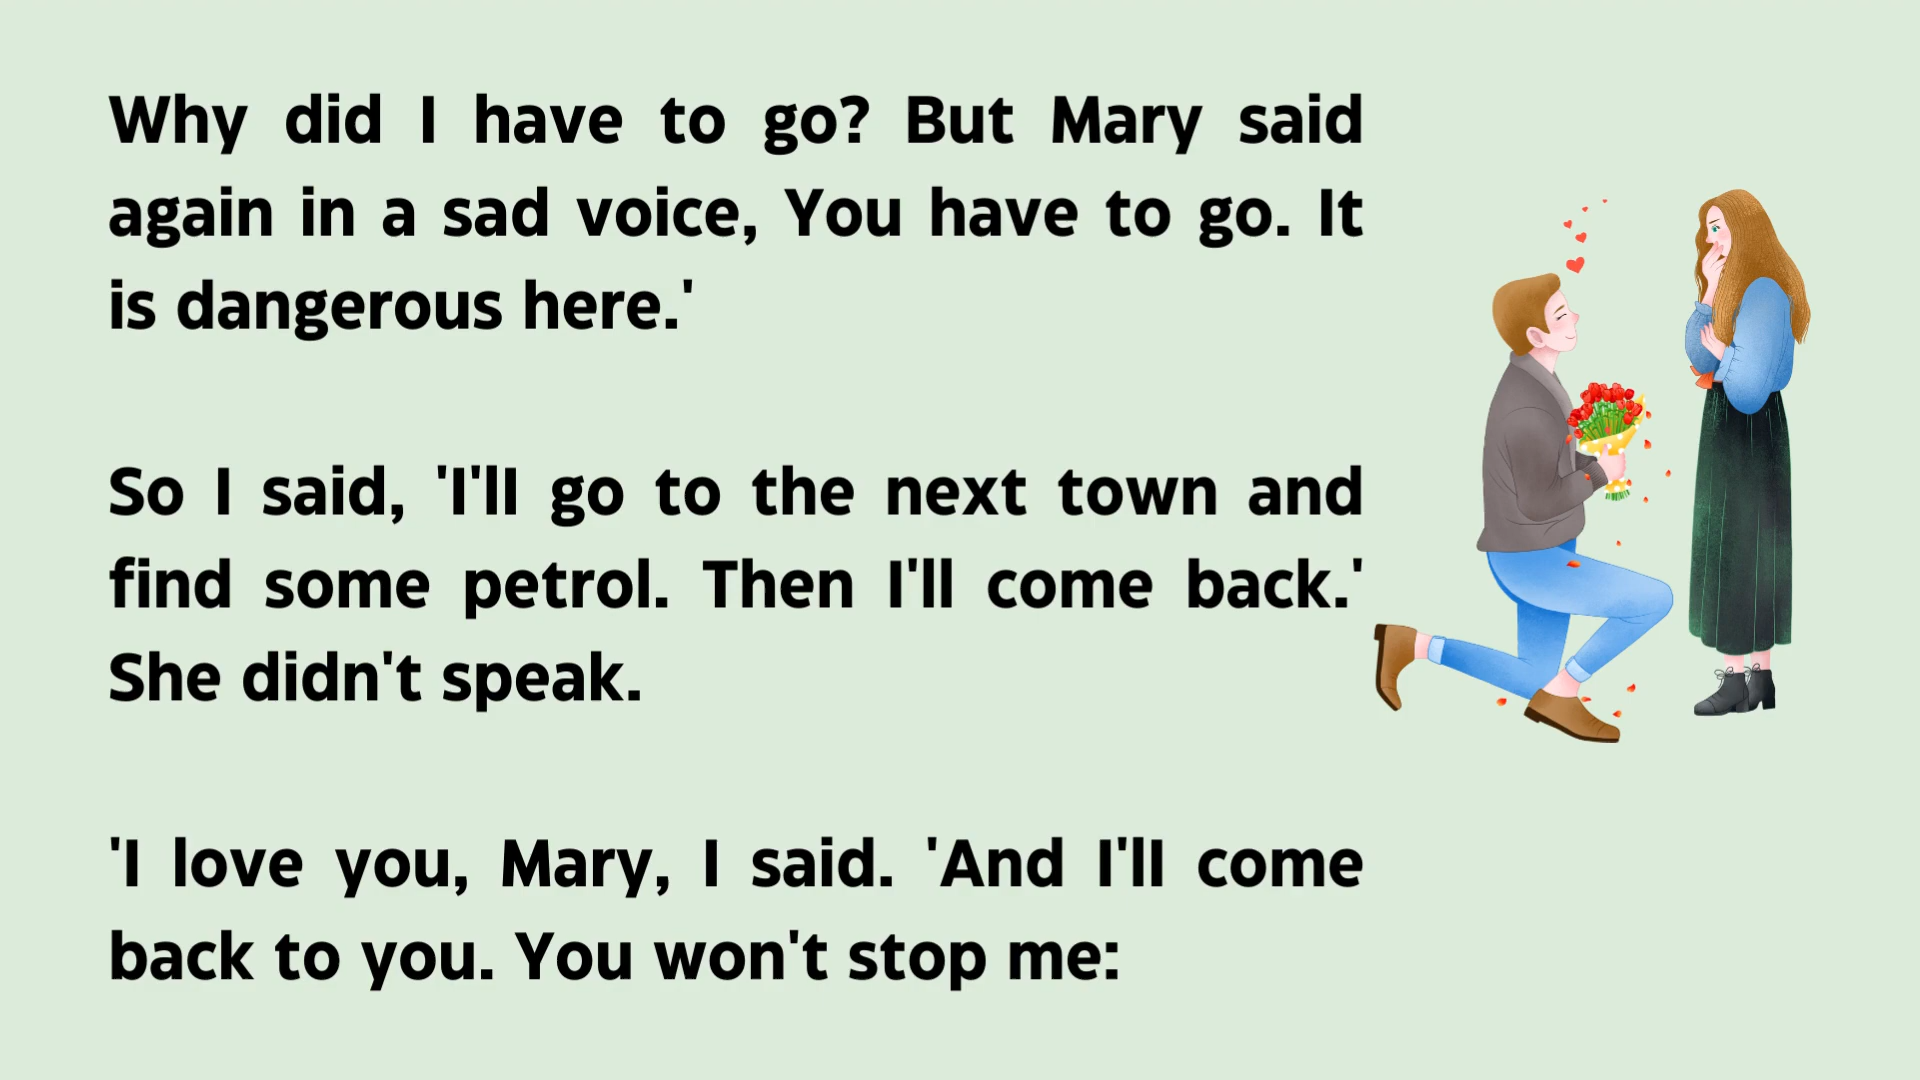 Why did I have to go? But Mary said
again in a sad voice, You have to go. It
is dangerous here.'
So I said, 'I'll go to the next town and
find some petrol. Then I'll come back.'
She didn't speak.
'I love you, Mary, I said. 'And I'll come
back to you. You won't stop me: